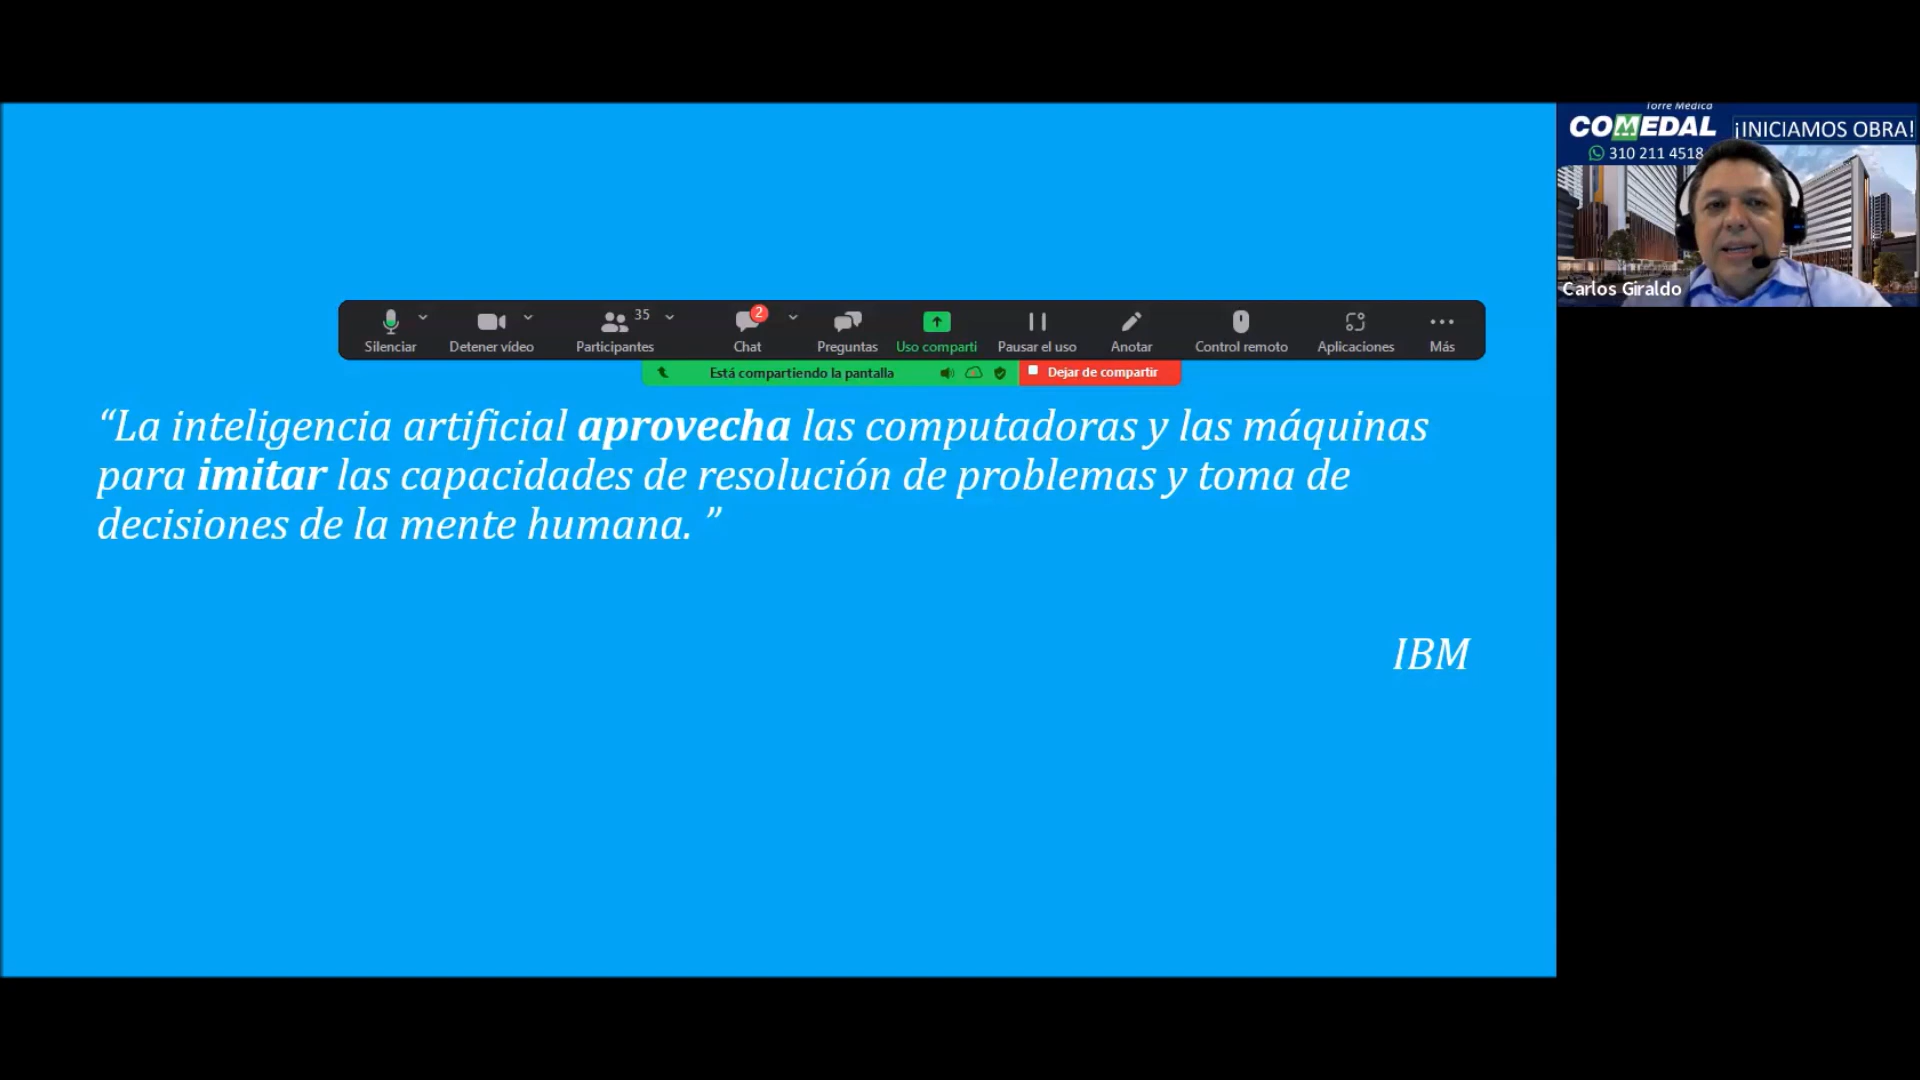 Torre Médica
COMEDAL
¡INICIAMOS OBRA!
310 211 4518
Carlos Giraldo
35
2
Silenciar
Detener vídeo
Participantes
Chat
Preguntas
Uso comparti
Pausar el uso
Anotar
Control remoto
Aplicaciones
Más
Está compartiendo la pantalla
Dejar de compartir
“La inteligencia artificial aprovecha las computadoras y las máquinas
para imitar las capacidades de resolución de problemas y toma de
decisiones de la mente humana. ”
IBM